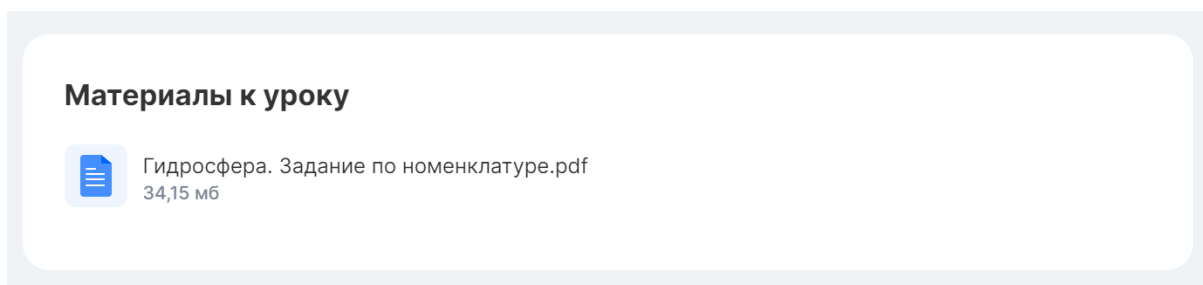 Материалы к уроку
Гидросфера. Задание по номенклатуре.pdf
34,15 мб